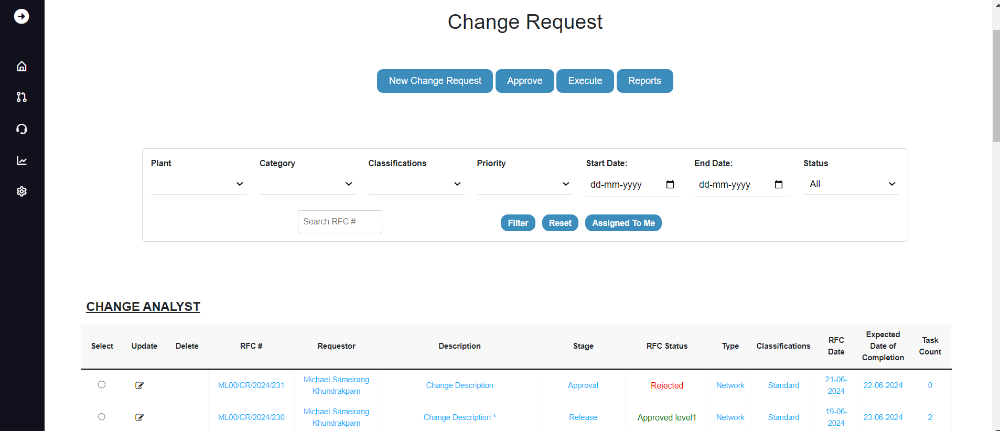 Change Request
New Change Request Approve Execute Reports
Plant Category Classifications Priority Start Date: End Date: Status
dd-mm-yyyy dd-mm-yyyy All
Search RFC # Filter Reset Assigned To Me
CHANGE ANALYST
Select Update Delete RFC # Requestor Description Stage RFC Status Type Classifications RFC Date Expected Date of Completion Task Count
ML00/CR/2024/231 Michael Sameirang Khundrakpam Change Description Approval Rejected Network Standard 21-06-2024 22-06-2024 0
ML00/CR/2024/230 Michael Sameirang Khundrakpam Change Description * Release Approved level1 Network Standard 19-06-2024 23-06-2024 2